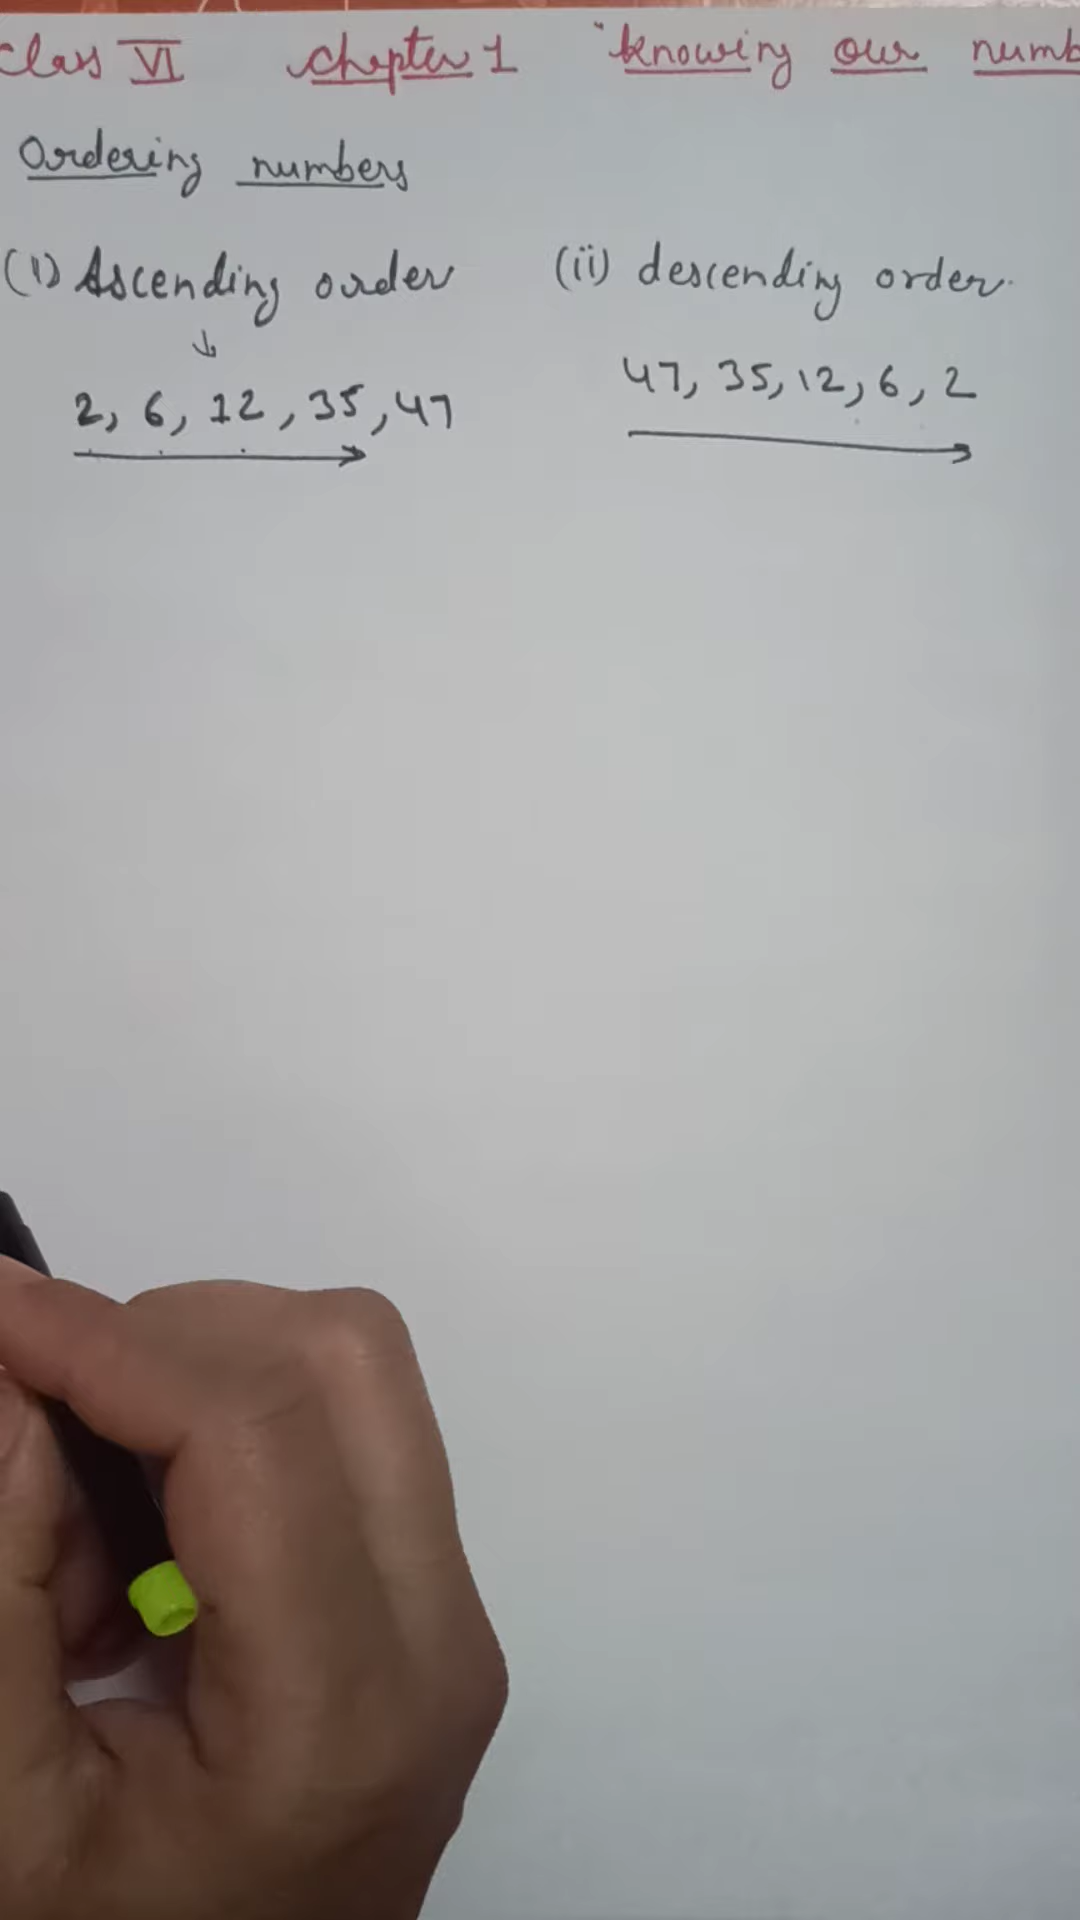 Class VI chapter 1 "knowing our numb
Ordering numbers
(i) Ascending order (ii) descending order.
↓
2, 6, 12, 35, 47 47, 35, 12, 6, 2